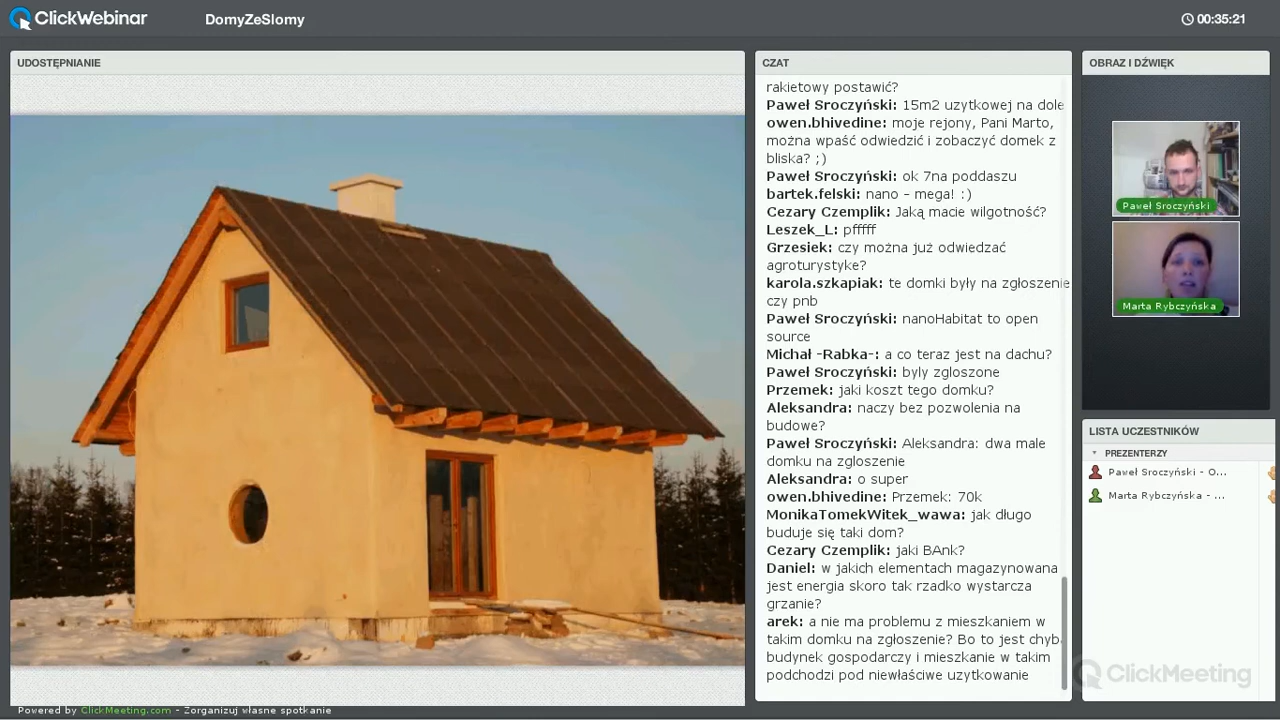 ClickWebinar
DomyZeSlomy
00:35:21
UDOSTĘPNIANIE
CZAT
rakietowy postawić?
Paweł Sroczyński: 15m2 uzytkowej na dole
owen.bhivedine: moje rejony, Pani Marto,
można wpaść odwiedzić i zobaczyć domek z
bliska? ;)
Paweł Sroczyński: ok 7na poddaszu
bartek.felski: nano - mega! :)
Cezary Czemplik: Jaką macie wilgotność?
Leszek_L: pfffff
Grzesiek: czy można już odwiedzać
agroturystyke?
karola.szkapiak: te domki były na zgłoszenie
czy pnb
Paweł Sroczyński: nanoHabitat to open
source
Michał -Rabka-: a co teraz jest na dachu?
Paweł Sroczyński: byly zgloszone
Przemek: jaki koszt tego domku?
Aleksandra: naczy bez pozwolenia na
budowe?
Paweł Sroczyński: Aleksandra: dwa male
domku na zgloszenie
Aleksandra: o super
owen.bhivedine: Przemek: 70k
MonikaTomekWitek_wawa: jak długo
buduje się taki dom?
Cezary Czemplik: jaki BAnk?
Daniel: w jakich elementach magazynowana
jest energia skoro tak rzadko wystarcza
grzanie?
arek: a nie ma problemu z mieszkaniem w
takim domku na zgłoszenie? Bo to jest chyba
budynek gospodarczy i mieszkanie w takim
podchodzi pod niewłaściwe uzytkowanie
OBRAZ I DŹWIĘK
Paweł Sroczyński
Marta Rybczyńska
LISTA UCZESTNIKÓW
PREZENTERZY
Paweł Sroczyński - O...
Marta Rybczyńska - ...
ClickMeeting
Powered by ClickMeeting.com - Zorganizuj własne spotkanie